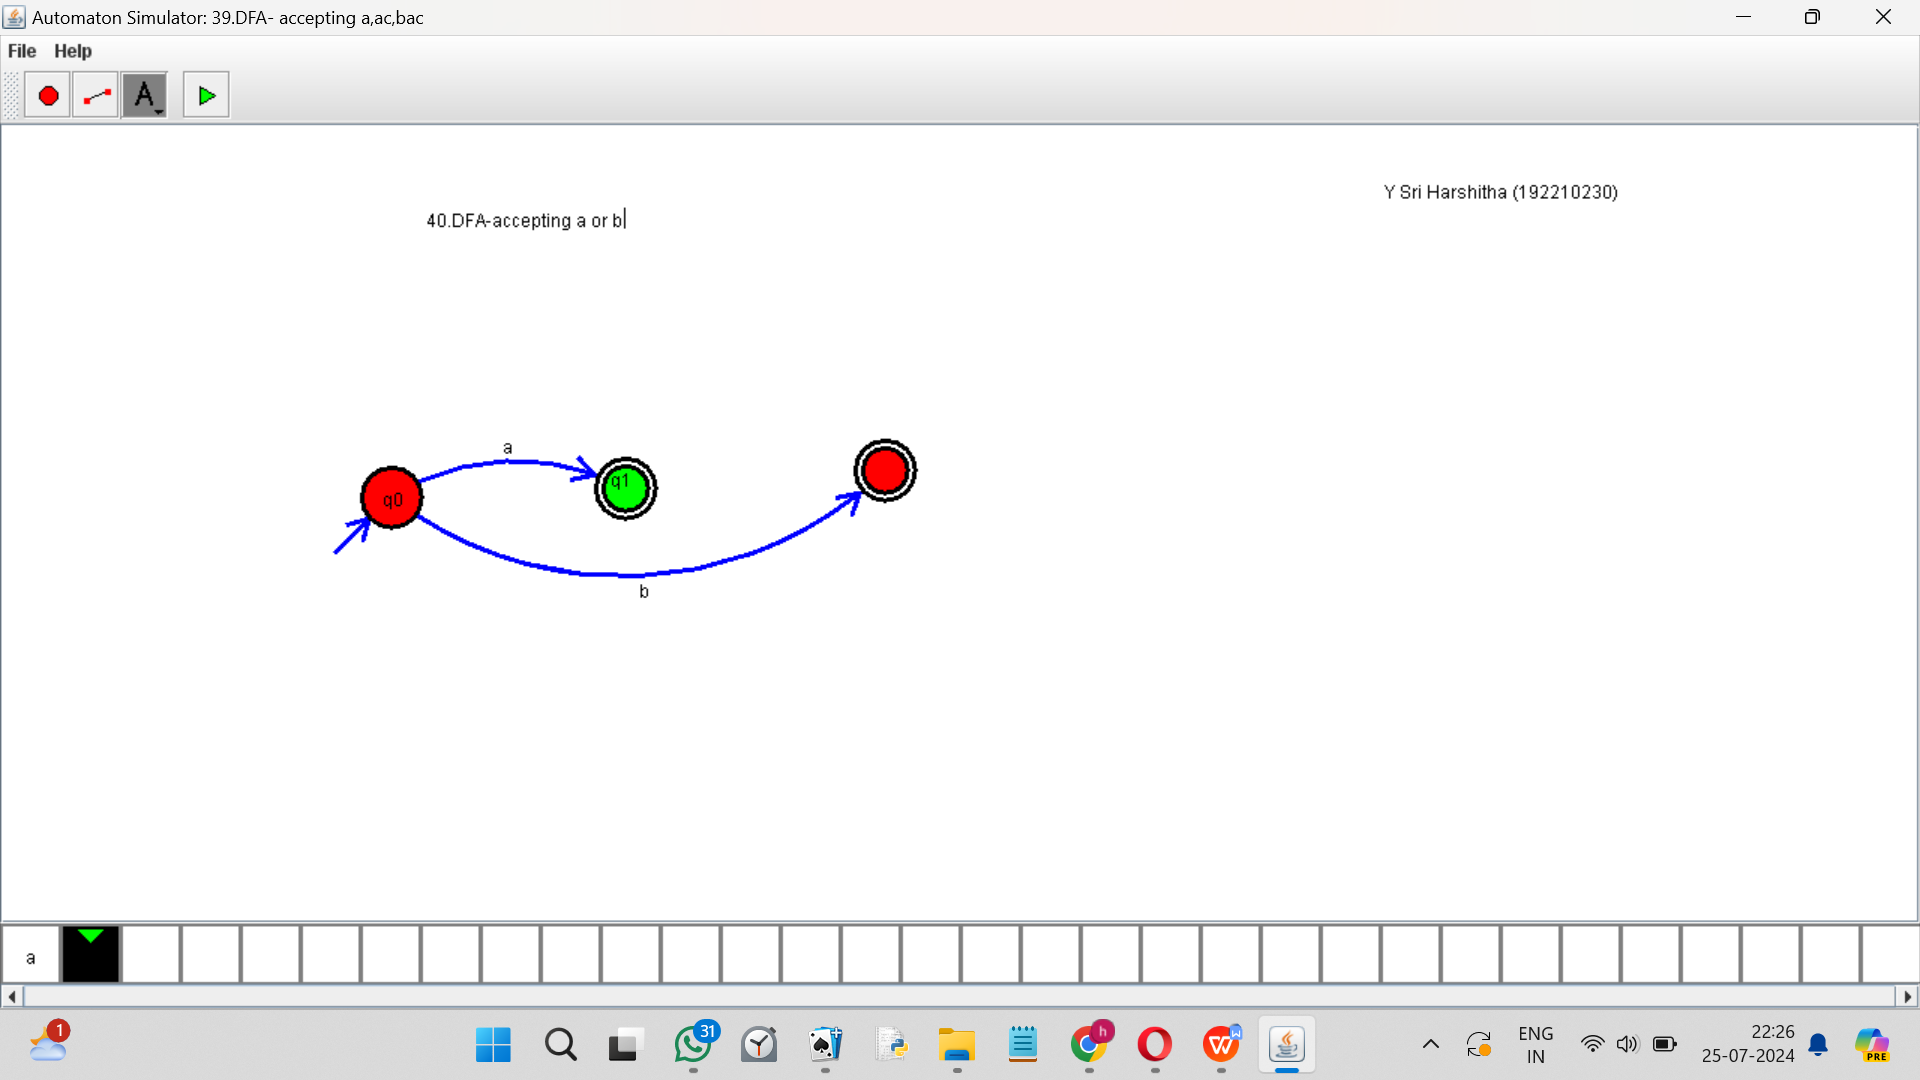 Automaton Simulator: 39.DFA- accepting a,ac,bac
File Help
A
Y Sri Harshitha (192210230)
40.DFA-accepting a or b
a
q0
q1
b
a
1
31
h
W
W
ENG
IN
22:26
25-07-2024
PRE